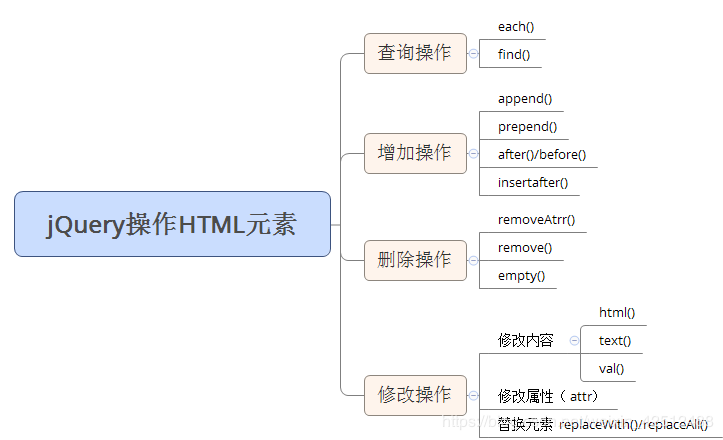 jQuery操作HTML元素
查询操作
each()
find()
增加操作
append()
prepend()
after()/before()
insertafter()
删除操作
removeAtrr()
remove()
empty()
修改操作
修改内容
html()
text()
val()
修改属性（ attr）
替换元素 replaceWith()/replaceAll()